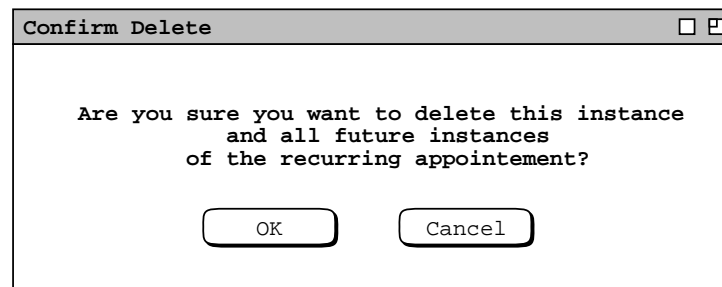 Confirm Delete
Are you sure you want to delete this instance
and all future instances
of the recurring appointement?
OK
Cancel